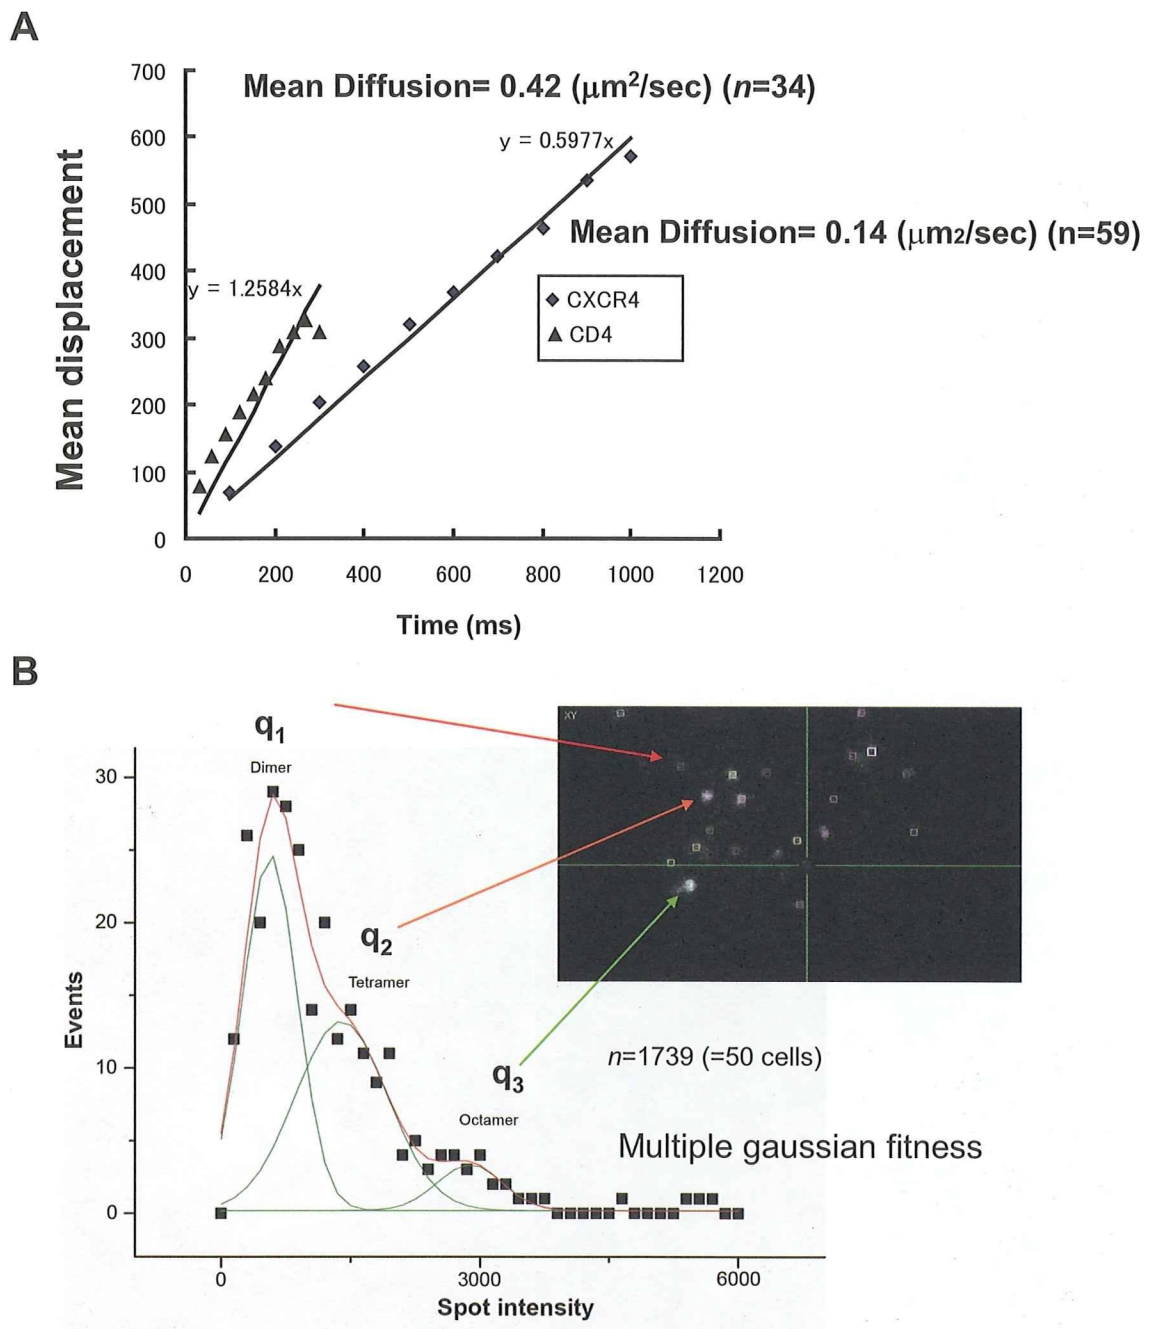 A
Mean Diffusion= 0.42 (μm²/sec) (n=34)
y = 0.5977x
Mean Diffusion= 0.14 (μm2/sec) (n=59)
y = 1.2584x
CXCR4
CD4
Mean displacement
700
600
500
400
300
200
100
0
0 200 400 600 800 1000 1200
Time (ms)
B
q1
Dimer
XY
q2
Tetramer
q3
Octamer
n=1739 (=50 cells)
Multiple gaussian fitness
Events
30
20
10
0
0 3000 6000
Spot intensity